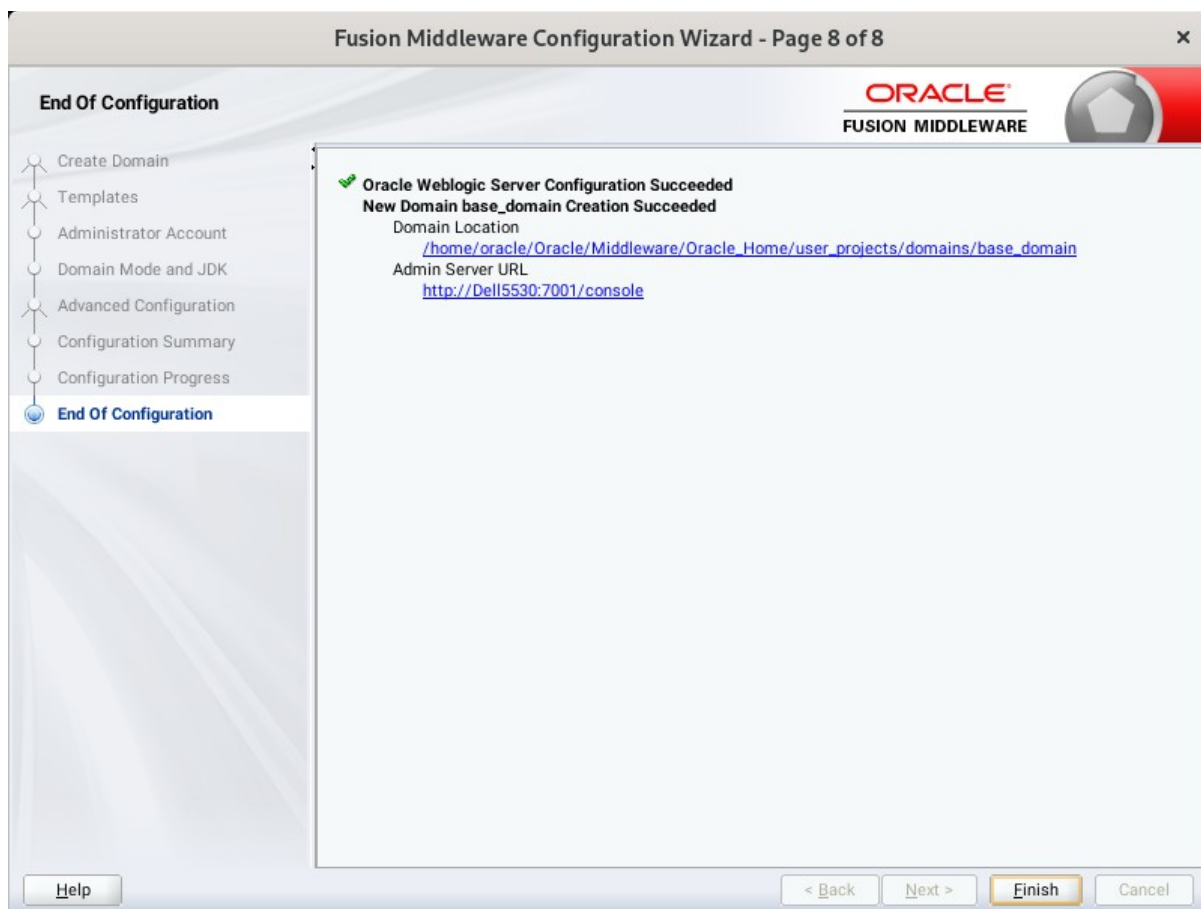 Fusion Middleware Configuration Wizard - Page 8 of 8
End Of Configuration
ORACLE
FUSION MIDDLEWARE
Create Domain
Templates
Administrator Account
Domain Mode and JDK
Advanced Configuration
Configuration Summary
Configuration Progress
End Of Configuration
Oracle Weblogic Server Configuration Succeeded
New Domain base_domain Creation Succeeded
Domain Location
/home/oracle/Oracle/Middleware/Oracle_Home/user_projects/domains/base_domain
Admin Server URL
http://Dell5530:7001/console
Help
< Back
Next >
Finish
Cancel